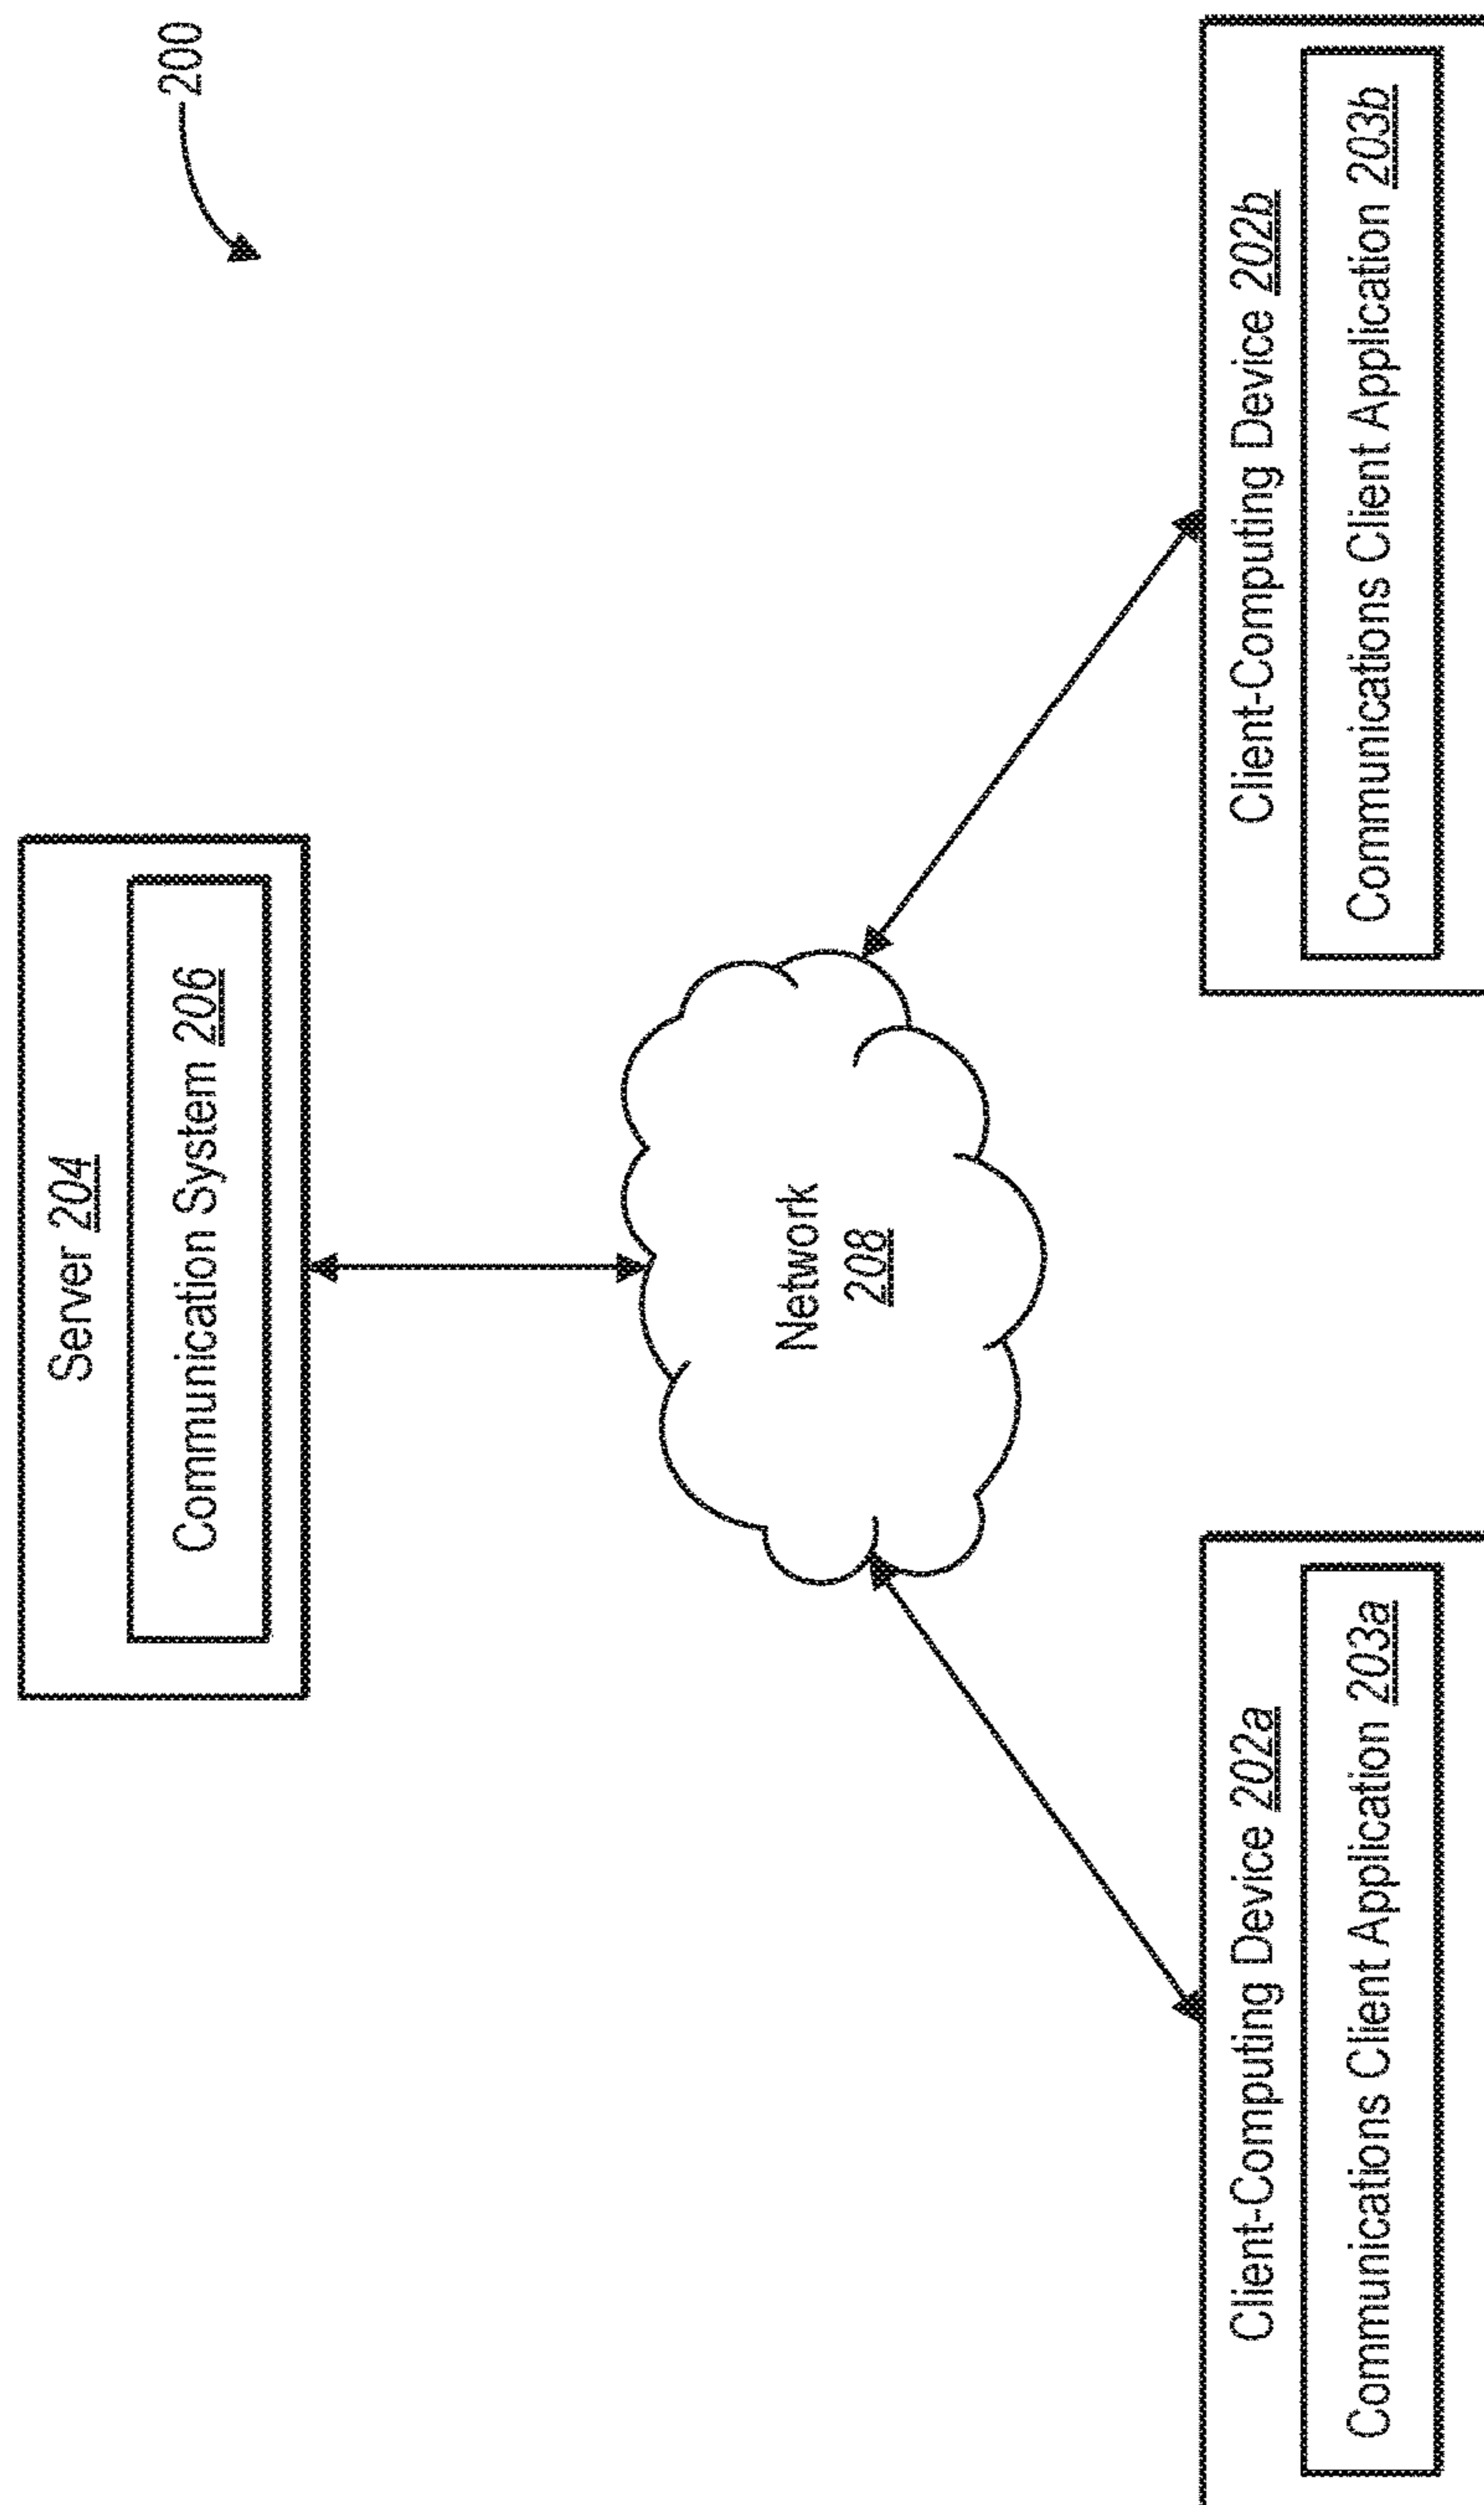 200
Server 204
Communication System 206
Network
208
Client-Computing Device 202a
Communications Client Application 203a
Client-Computing Device 202b
Communications Client Application 203b